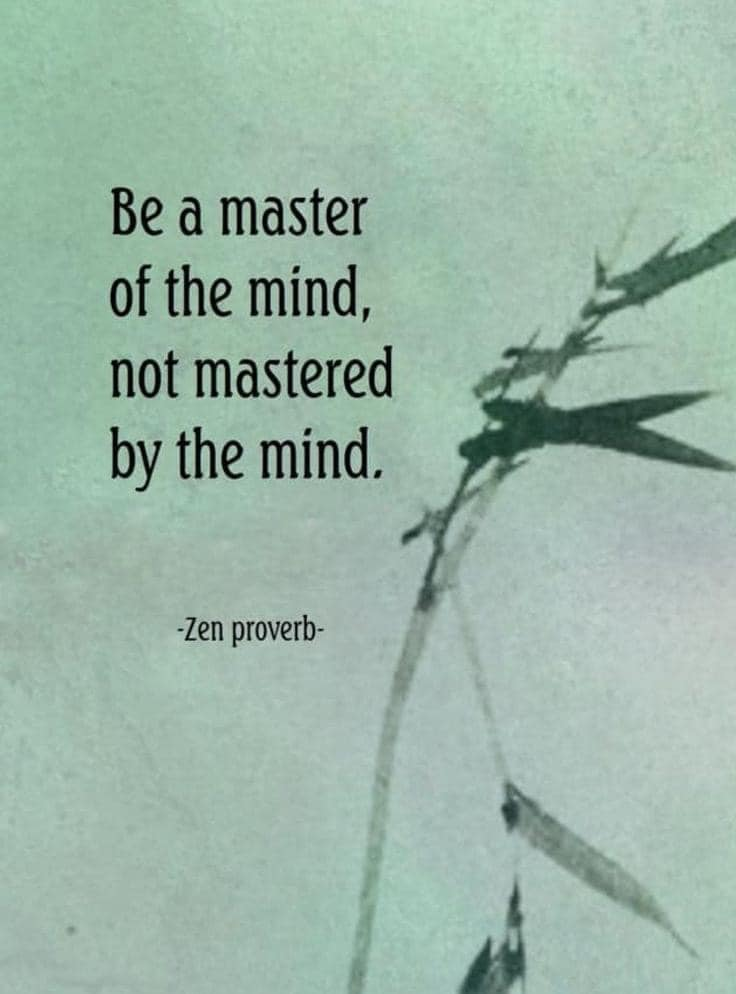 Be a master
of the mind,
not mastered
by the mind.
-Zen proverb-